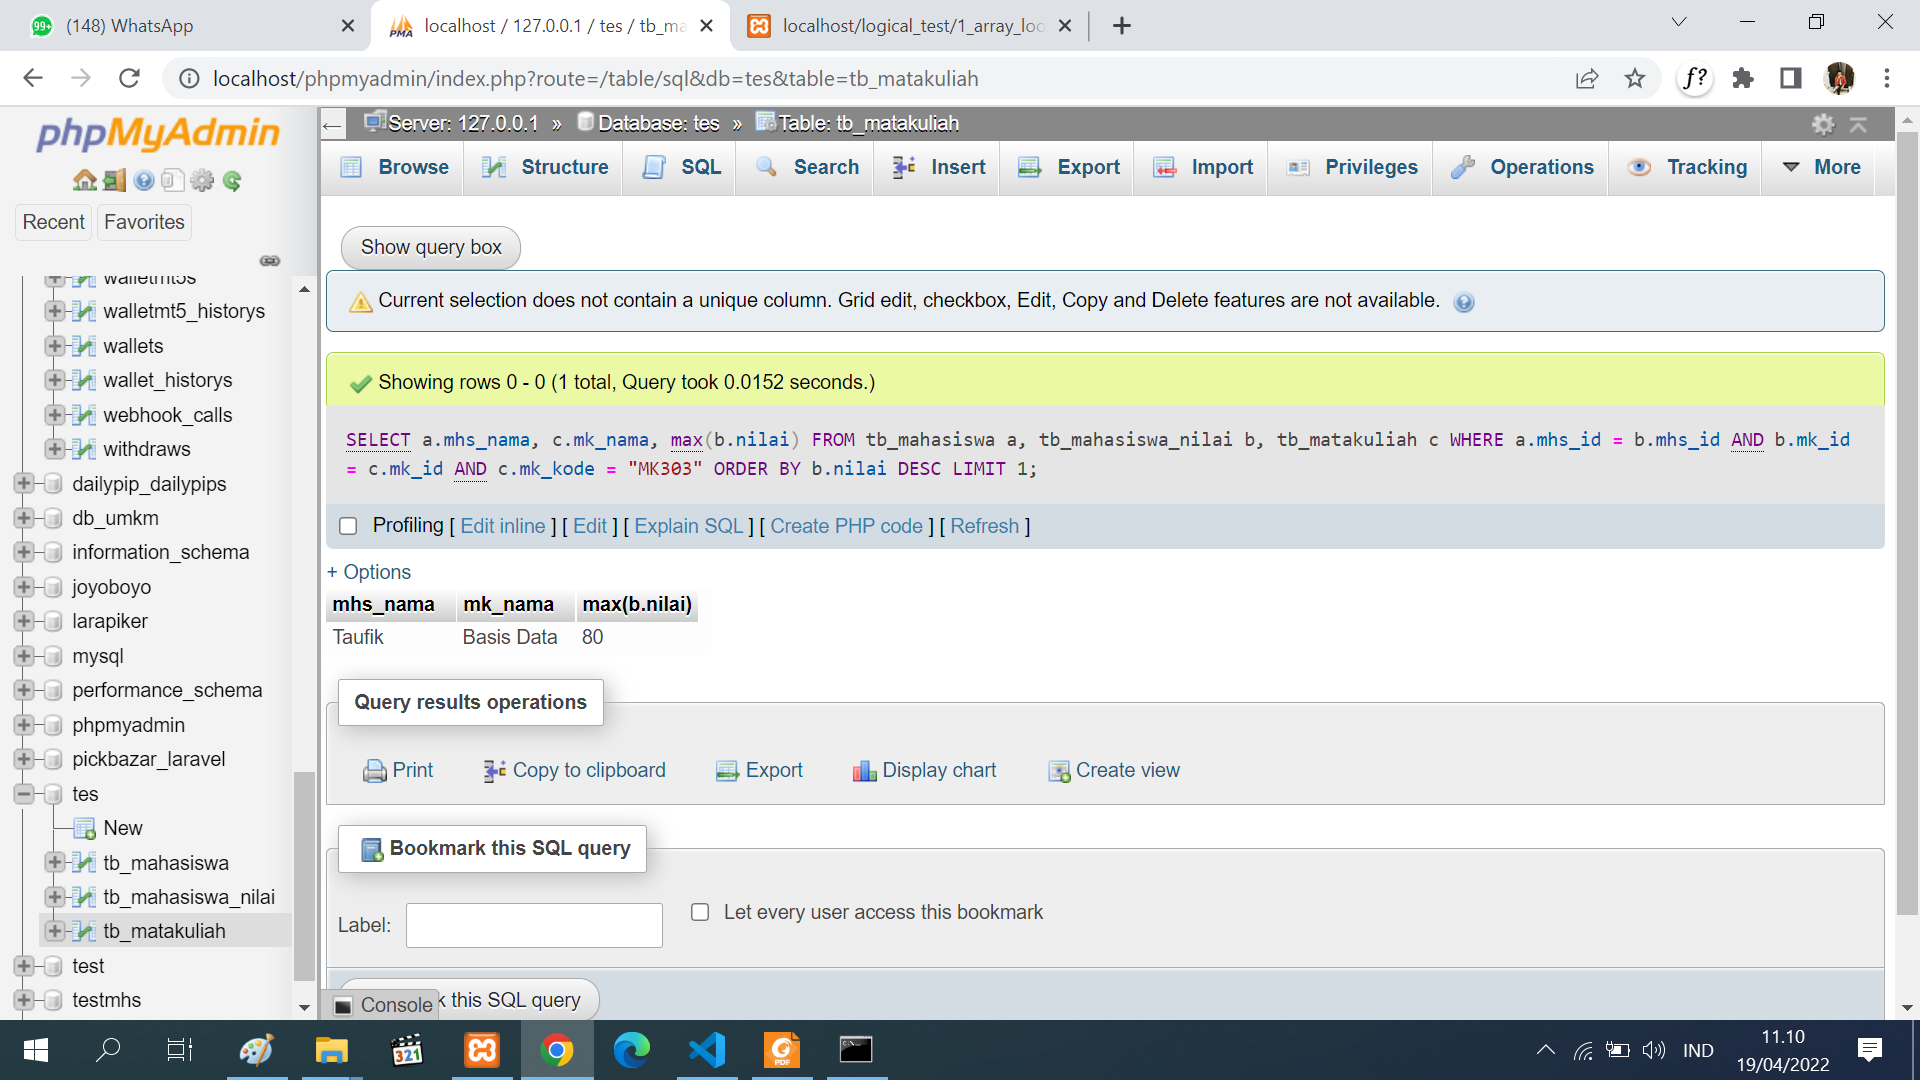 (148) WhatsApp
localhost / 127.0.0.1 / tes / tb_ma
localhost/logical_test/1_array_loo
localhost/phpmyadmin/index.php?route=/table/sql&db=tes&table=tb_matakuliah
phpMyAdmin
Recent
Favorites
walletmt5s
walletmt5_historys
wallets
wallet_historys
webhook_calls
withdraws
dailypip_dailypips
db_umkm
information_schema
joyoboyo
larapiker
mysql
performance_schema
phpmyadmin
pickbazar_laravel
tes
New
tb_mahasiswa
tb_mahasiswa_nilai
tb_matakuliah
test
testmhs
Server: 127.0.0.1 » Database: tes » Table: tb_matakuliah
Browse Structure SQL Search Insert Export Import Privileges Operations Tracking More
Show query box
Current selection does not contain a unique column. Grid edit, checkbox, Edit, Copy and Delete features are not available.
Showing rows 0 - 0 (1 total, Query took 0.0152 seconds.)
SELECT a.mhs_nama, c.mk_nama, max(b.nilai) FROM tb_mahasiswa a, tb_mahasiswa_nilai b, tb_matakuliah c WHERE a.mhs_id = b.mhs_id AND b.mk_id
= c.mk_id AND c.mk_kode = "MK303" ORDER BY b.nilai DESC LIMIT 1;
Profiling [ Edit inline ] [ Edit ] [ Explain SQL ] [ Create PHP code ] [ Refresh ]
+ Options
mhs_nama mk_nama max(b.nilai)
Taufik Basis Data 80
Query results operations
Print Copy to clipboard Export Display chart Create view
Bookmark this SQL query
Label:
Let every user access this bookmark
Console
k this SQL query
99+
PMA
f?
321
PDF
IND
11.10
19/04/2022